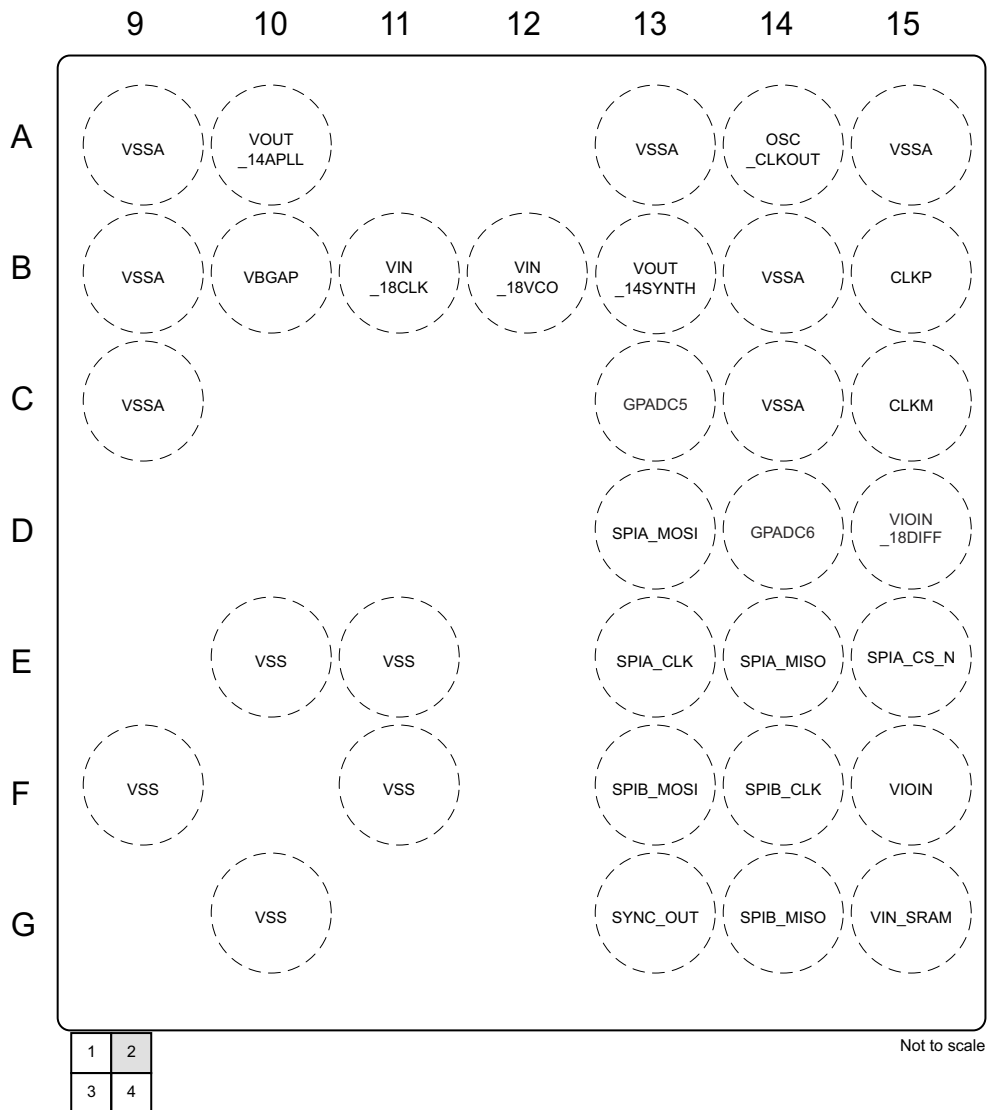 9 10 11 12 13 14 15
A
VSSA
VOUT
_14APLL
VSSA
OSC
_CLKOUT
VSSA
B
VSSA
VBGAP
VIN
_18CLK
VIN
_18VCO
VOUT
_14SYNTH
VSSA
CLKP
C
VSSA
GPADC5
VSSA
CLKM
D
SPIA_MOSI
GPADC6
VIOIN
_18DIFF
E
VSS
VSS
SPIA_CLK
SPIA_MISO
SPIA_CS_N
F
VSS
VSS
SPIB_MOSI
SPIB_CLK
VIOIN
G
VSS
SYNC_OUT
SPIB_MISO
VIN_SRAM
1 2
3 4
Not to scale